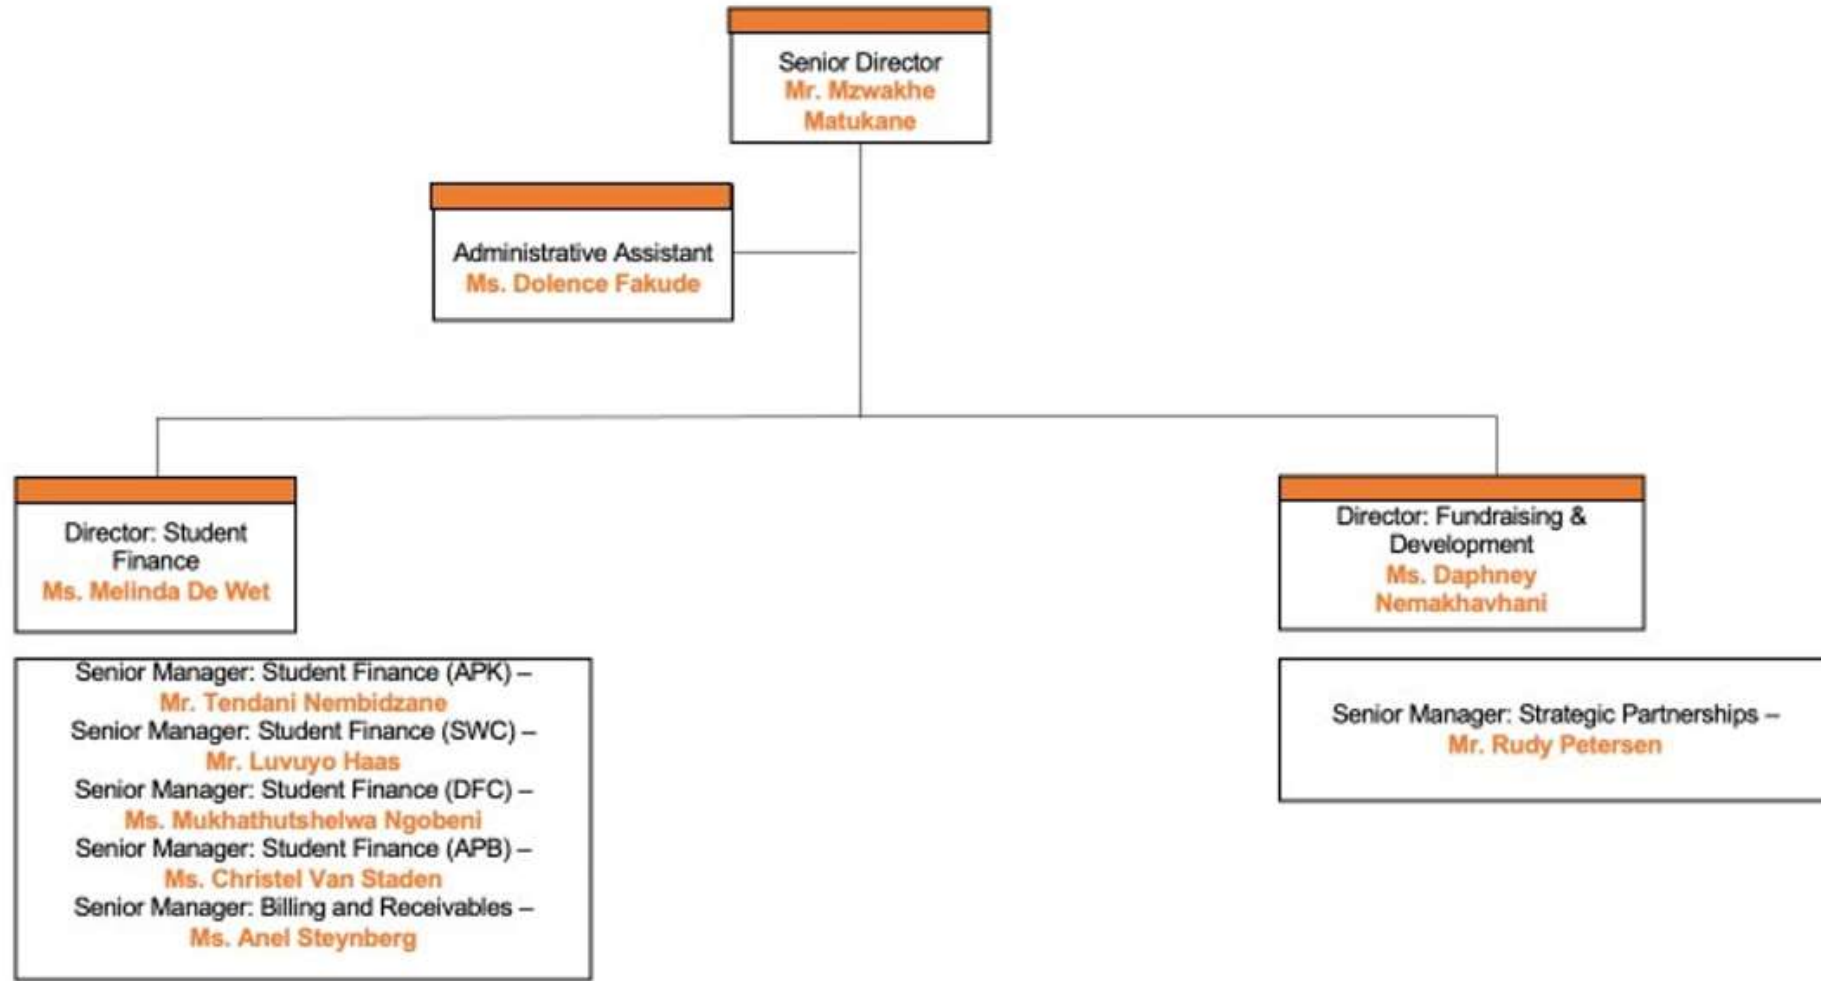 Senior Director
Mr. Mzwakhe
Matukane
Administrative Assistant
Ms. Dolence Fakude
Director: Student
Finance
Ms. Melinda De Wet
Director: Fundraising &
Development
Ms. Daphney
Nemakhavhani
Senior Manager: Student Finance (APK) –
Mr. Tendani Nembidzane
Senior Manager: Student Finance (SWC) –
Mr. Luvuyo Haas
Senior Manager: Student Finance (DFC) –
Ms. Mukhathutshelwa Ngobeni
Senior Manager: Student Finance (APB) –
Ms. Christel Van Staden
Senior Manager: Billing and Receivables –
Ms. Anel Steynberg
Senior Manager: Strategic Partnerships –
Mr. Rudy Petersen